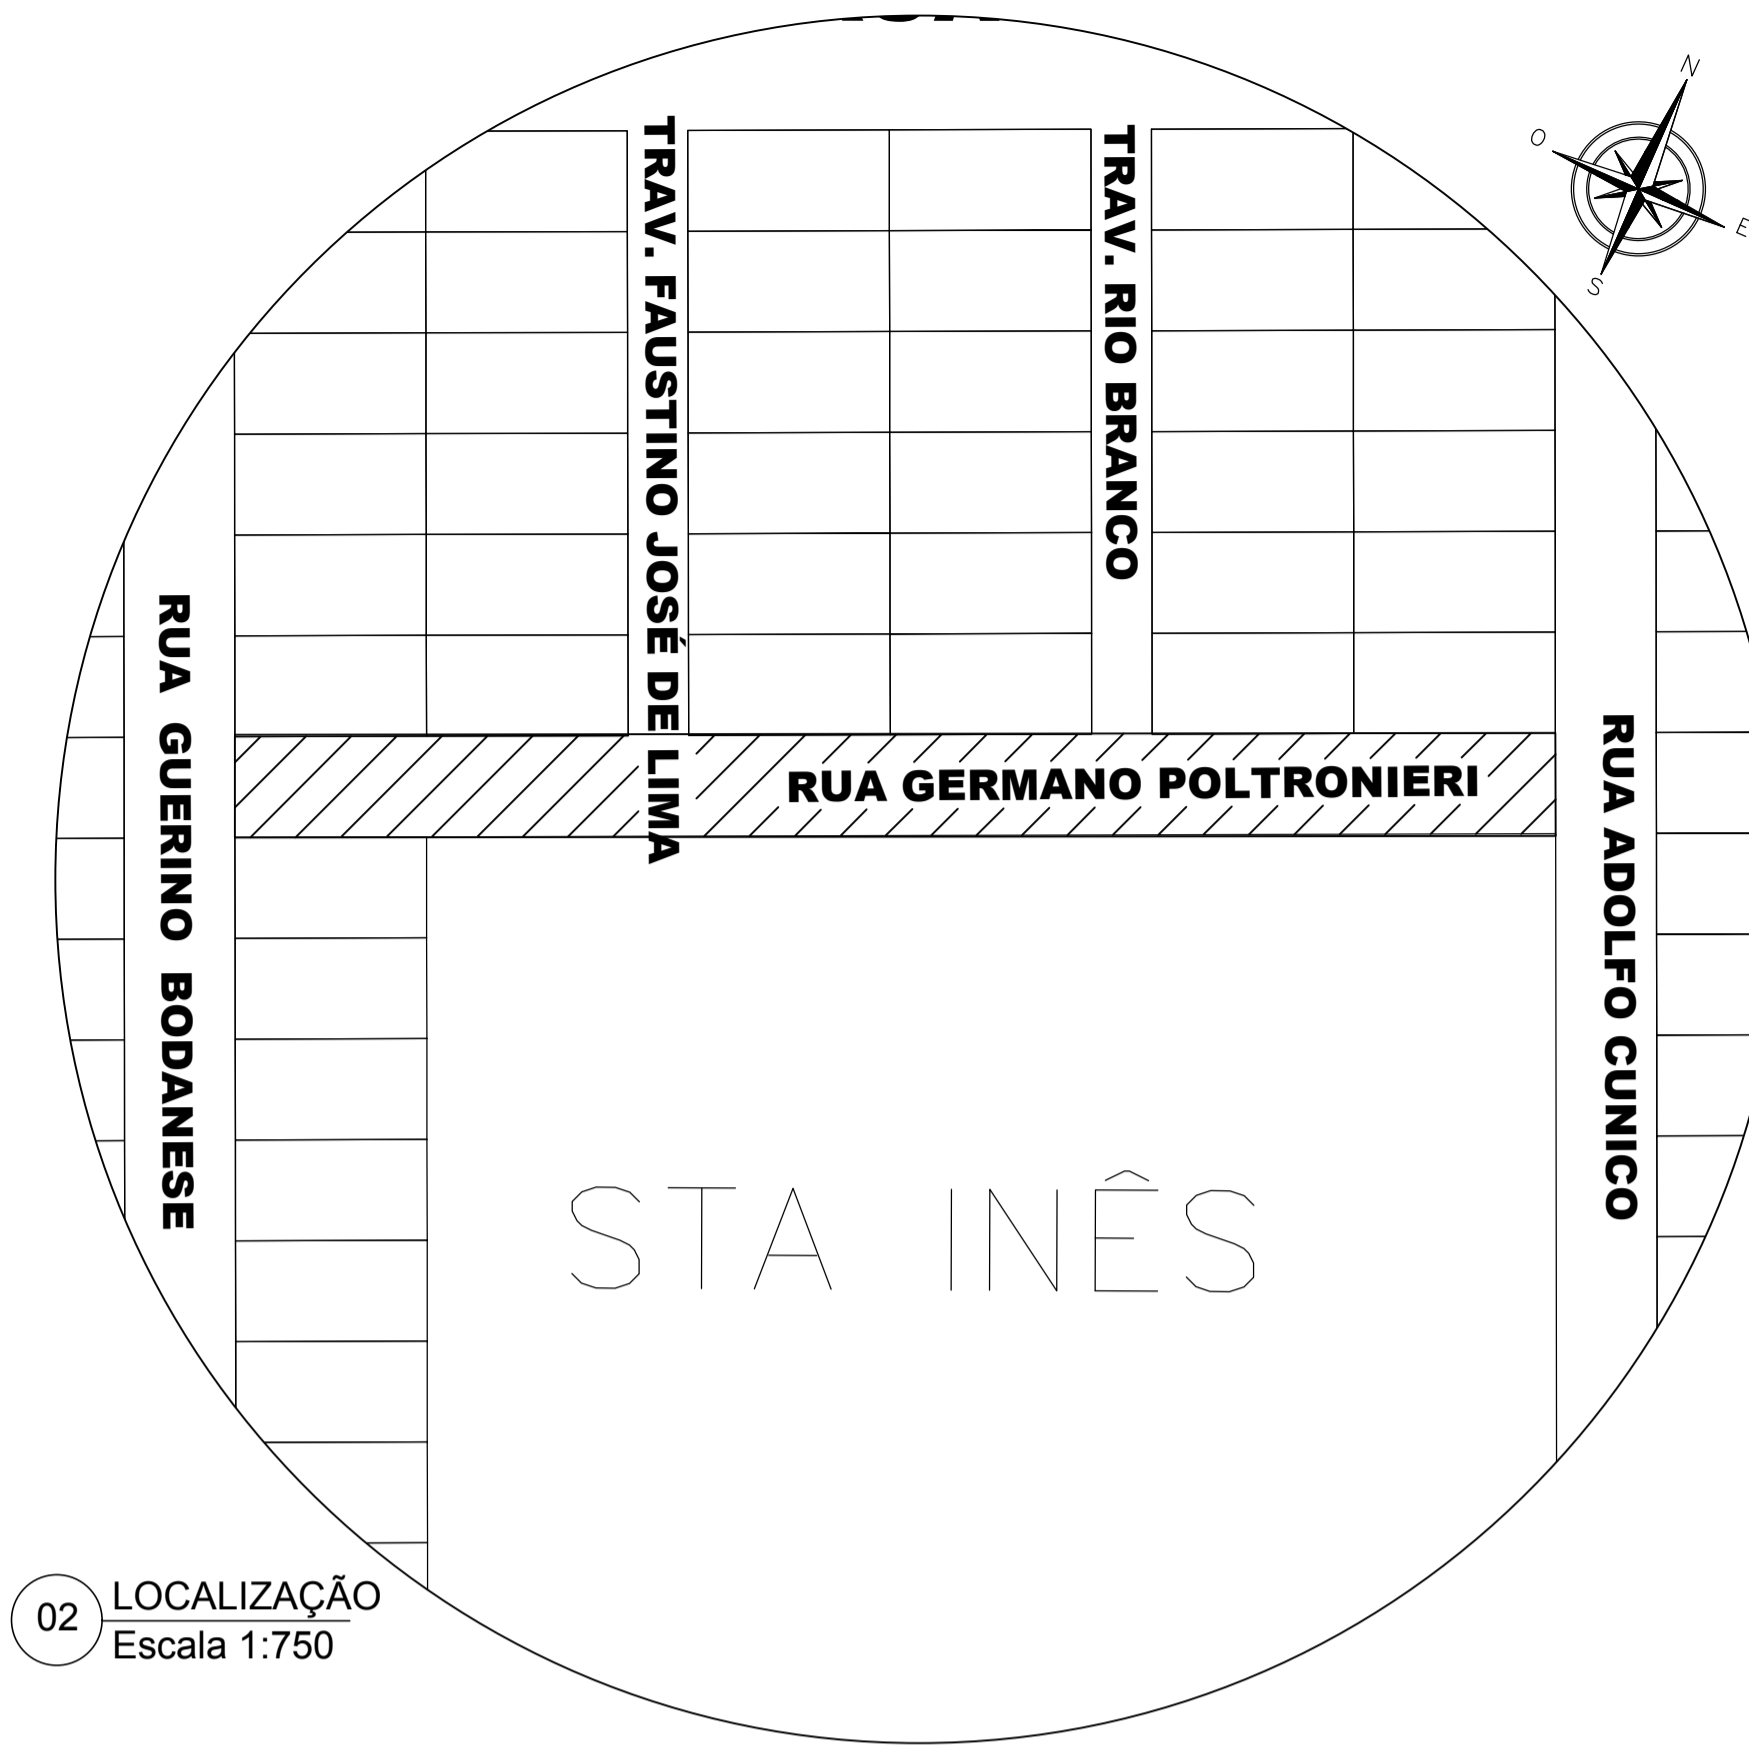 N
O
E
S
TRAV. FAUSTINO JOSÉ DE LIMA
TRAV. RIO BRANCO
RUA GUERINO BODANESE
RUA GERMANO POLTRONIERI
RUA ADOLFO CUNICO
STA INÊS
02
LOCALIZAÇÃO
Escala 1:750